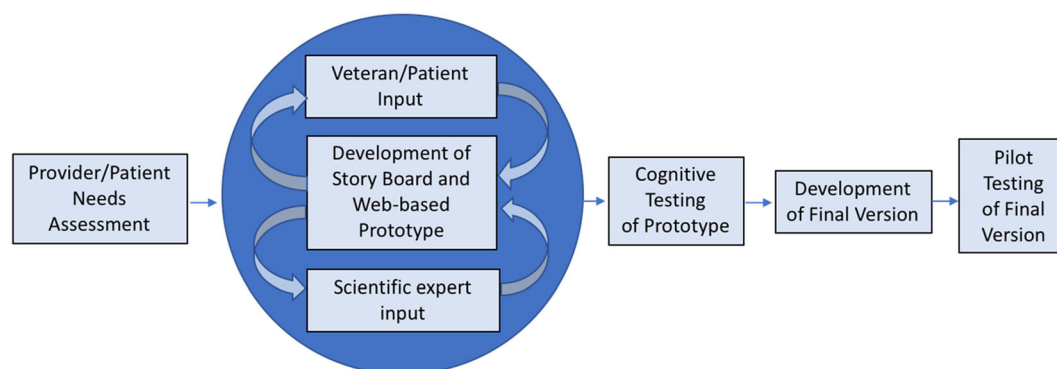 Provider/Patient
Needs
Assessment
Veteran/Patient
Input
Development of
Story Board and
Web-based
Prototype
Scientific expert
input
Cognitive
Testing
of Prototype
Development
of Final Version
Pilot
Testing
of Final
Version